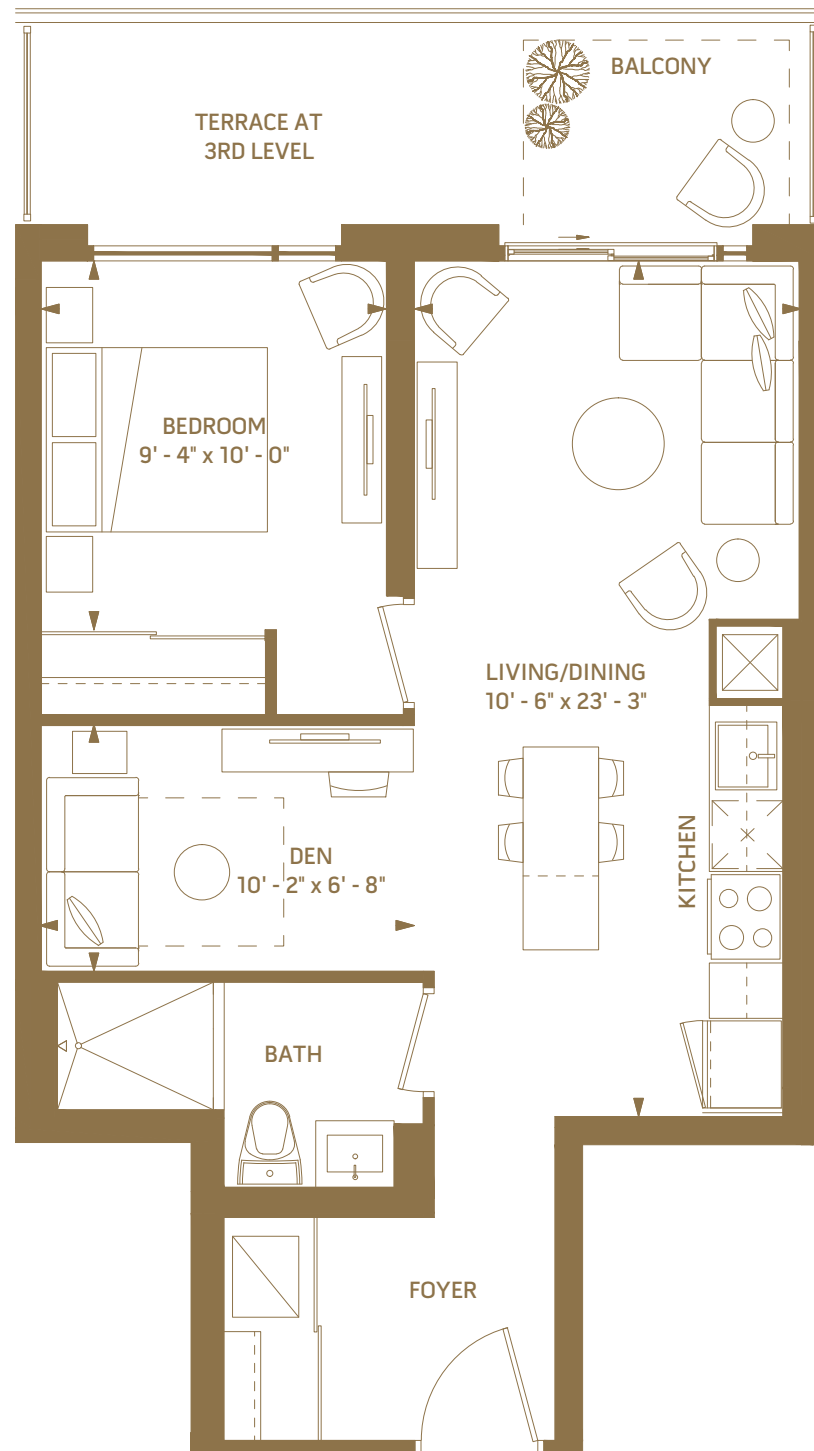 BALCONY
TERRACE AT
3RD LEVEL
BEDROOM
9' - 4" x 10' - 0"
LIVING/DINING
10' - 6" x 23' - 3"
KITCHEN
DEN
10' - 2" x 6' - 8"
BATH
FOYER